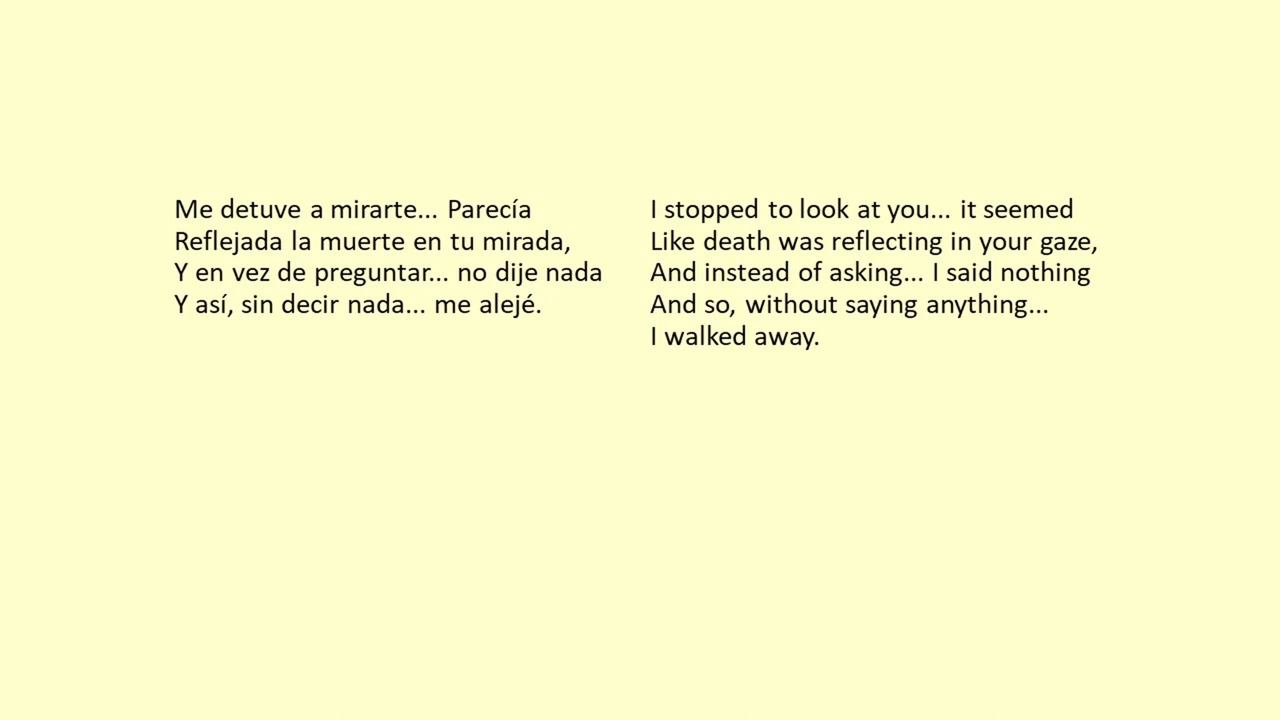 Me detuve a mirarte... Parecía
Reflejada la muerte en tu mirada,
Y en vez de preguntar... no dije nada
Y así, sin decir nada... me alejé.
I stopped to look at you... it seemed
Like death was reflecting in your gaze,
And instead of asking... I said nothing
And so, without saying anything...
I walked away.